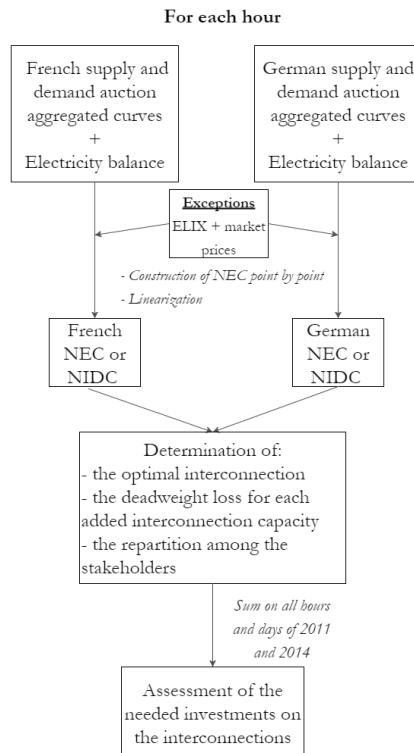 For each hour
French supply and
demand auction
aggregated curves
+
Electricity balance
German supply and
demand auction
aggregated curves
+
Electricity balance
Exceptions
ELIX + market
prices
- Construction of NEC point by point
- Linearization
French
NEC or
NIDC
German
NEC or
NIDC
Determination of:
- the optimal interconnection
- the deadweight loss for each
added interconnection capacity
- the repartition among the
stakeholders
Sum on all hours
and days of 2011
and 2014
Assessment of the
needed investments on
the interconnections